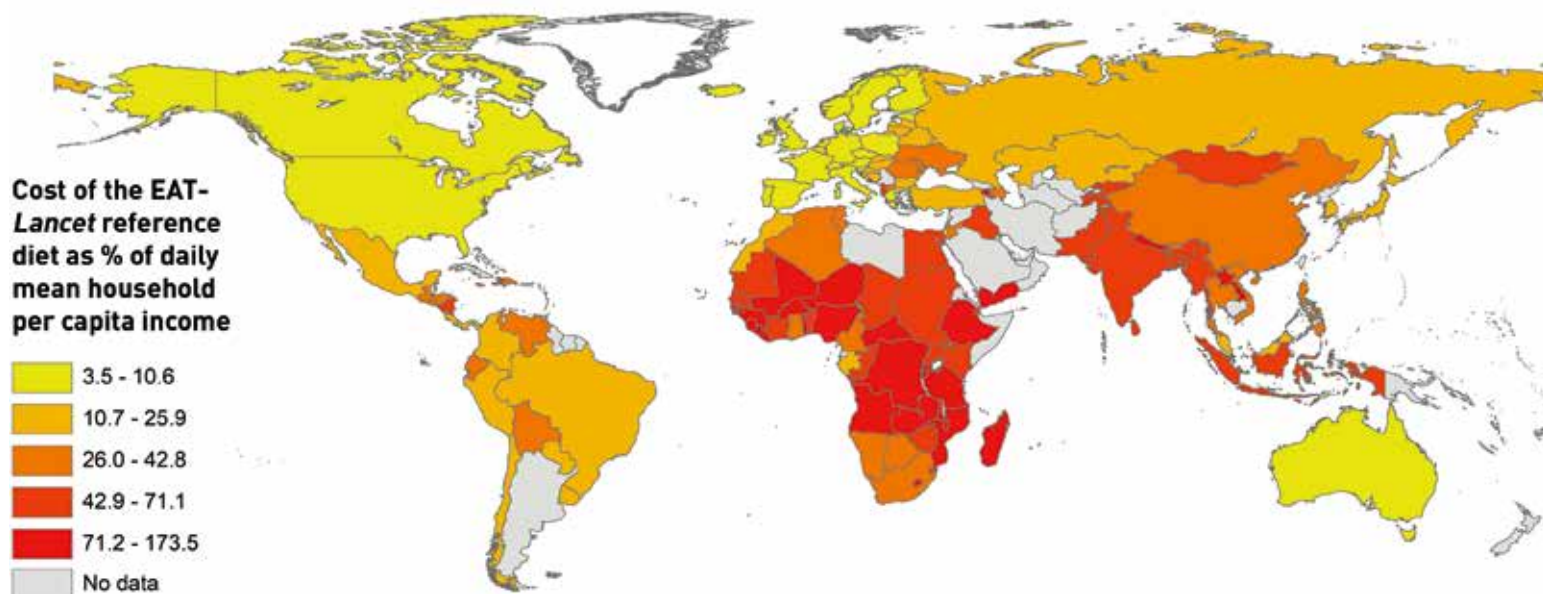 Cost of the EAT-
Lancet reference
diet as % of daily
mean household
per capita income
3.5 - 10.6
10.7 - 25.9
26.0 - 42.8
42.9 - 71.1
71.2 - 173.5
No data